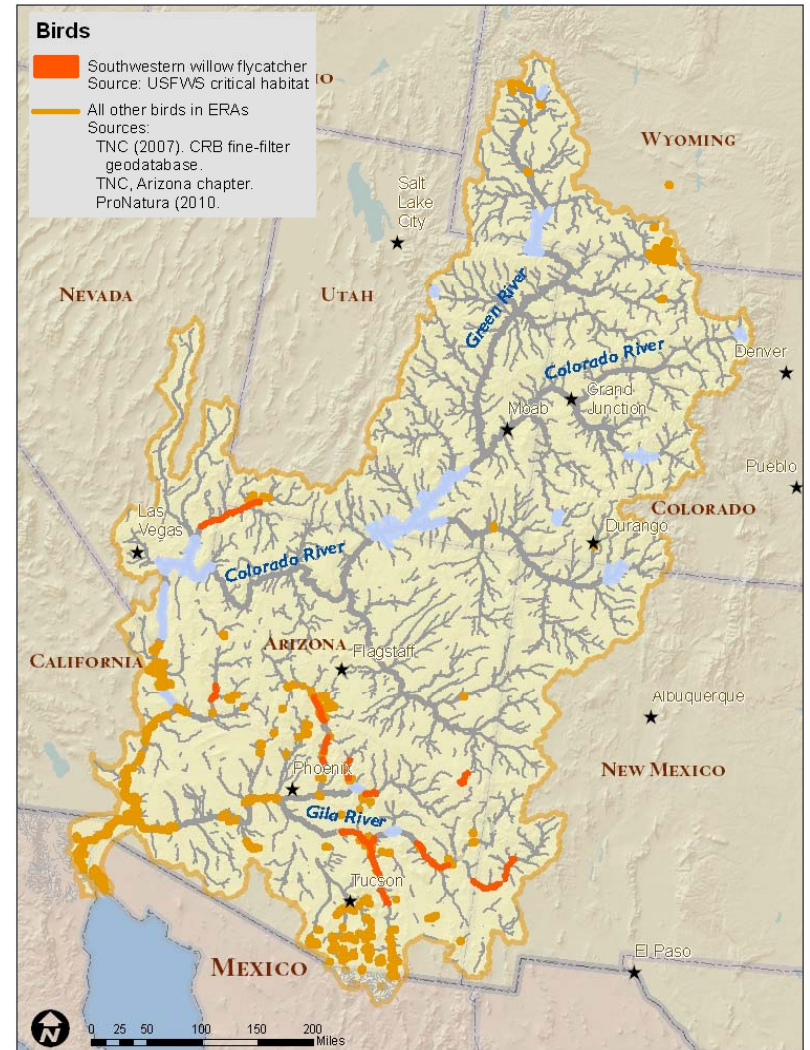 Birds
Southwestern willow flycatcher
Source: USFWS critical habitat
All other birds in ERAs
Sources:
TNC (2007). CRB fine-filter
geodatabase.
TNC, Arizona chapter.
ProNatura (2010.
IO
WYOMING
Salt
Lake
City
NEVADA
UTAH
Green River
Colorado River
Denver
Grand
Junction
Moab
Pueblo
COLORADO
Las
Vegas
Durango
Colorado River
ARIZONA
CALIFORNIA
Flagstaff
Albuquerque
NEW MEXICO
Phoenix
Gila River
Tucson
MEXICO
El Paso
N
0 25 50 100 150 200
Miles